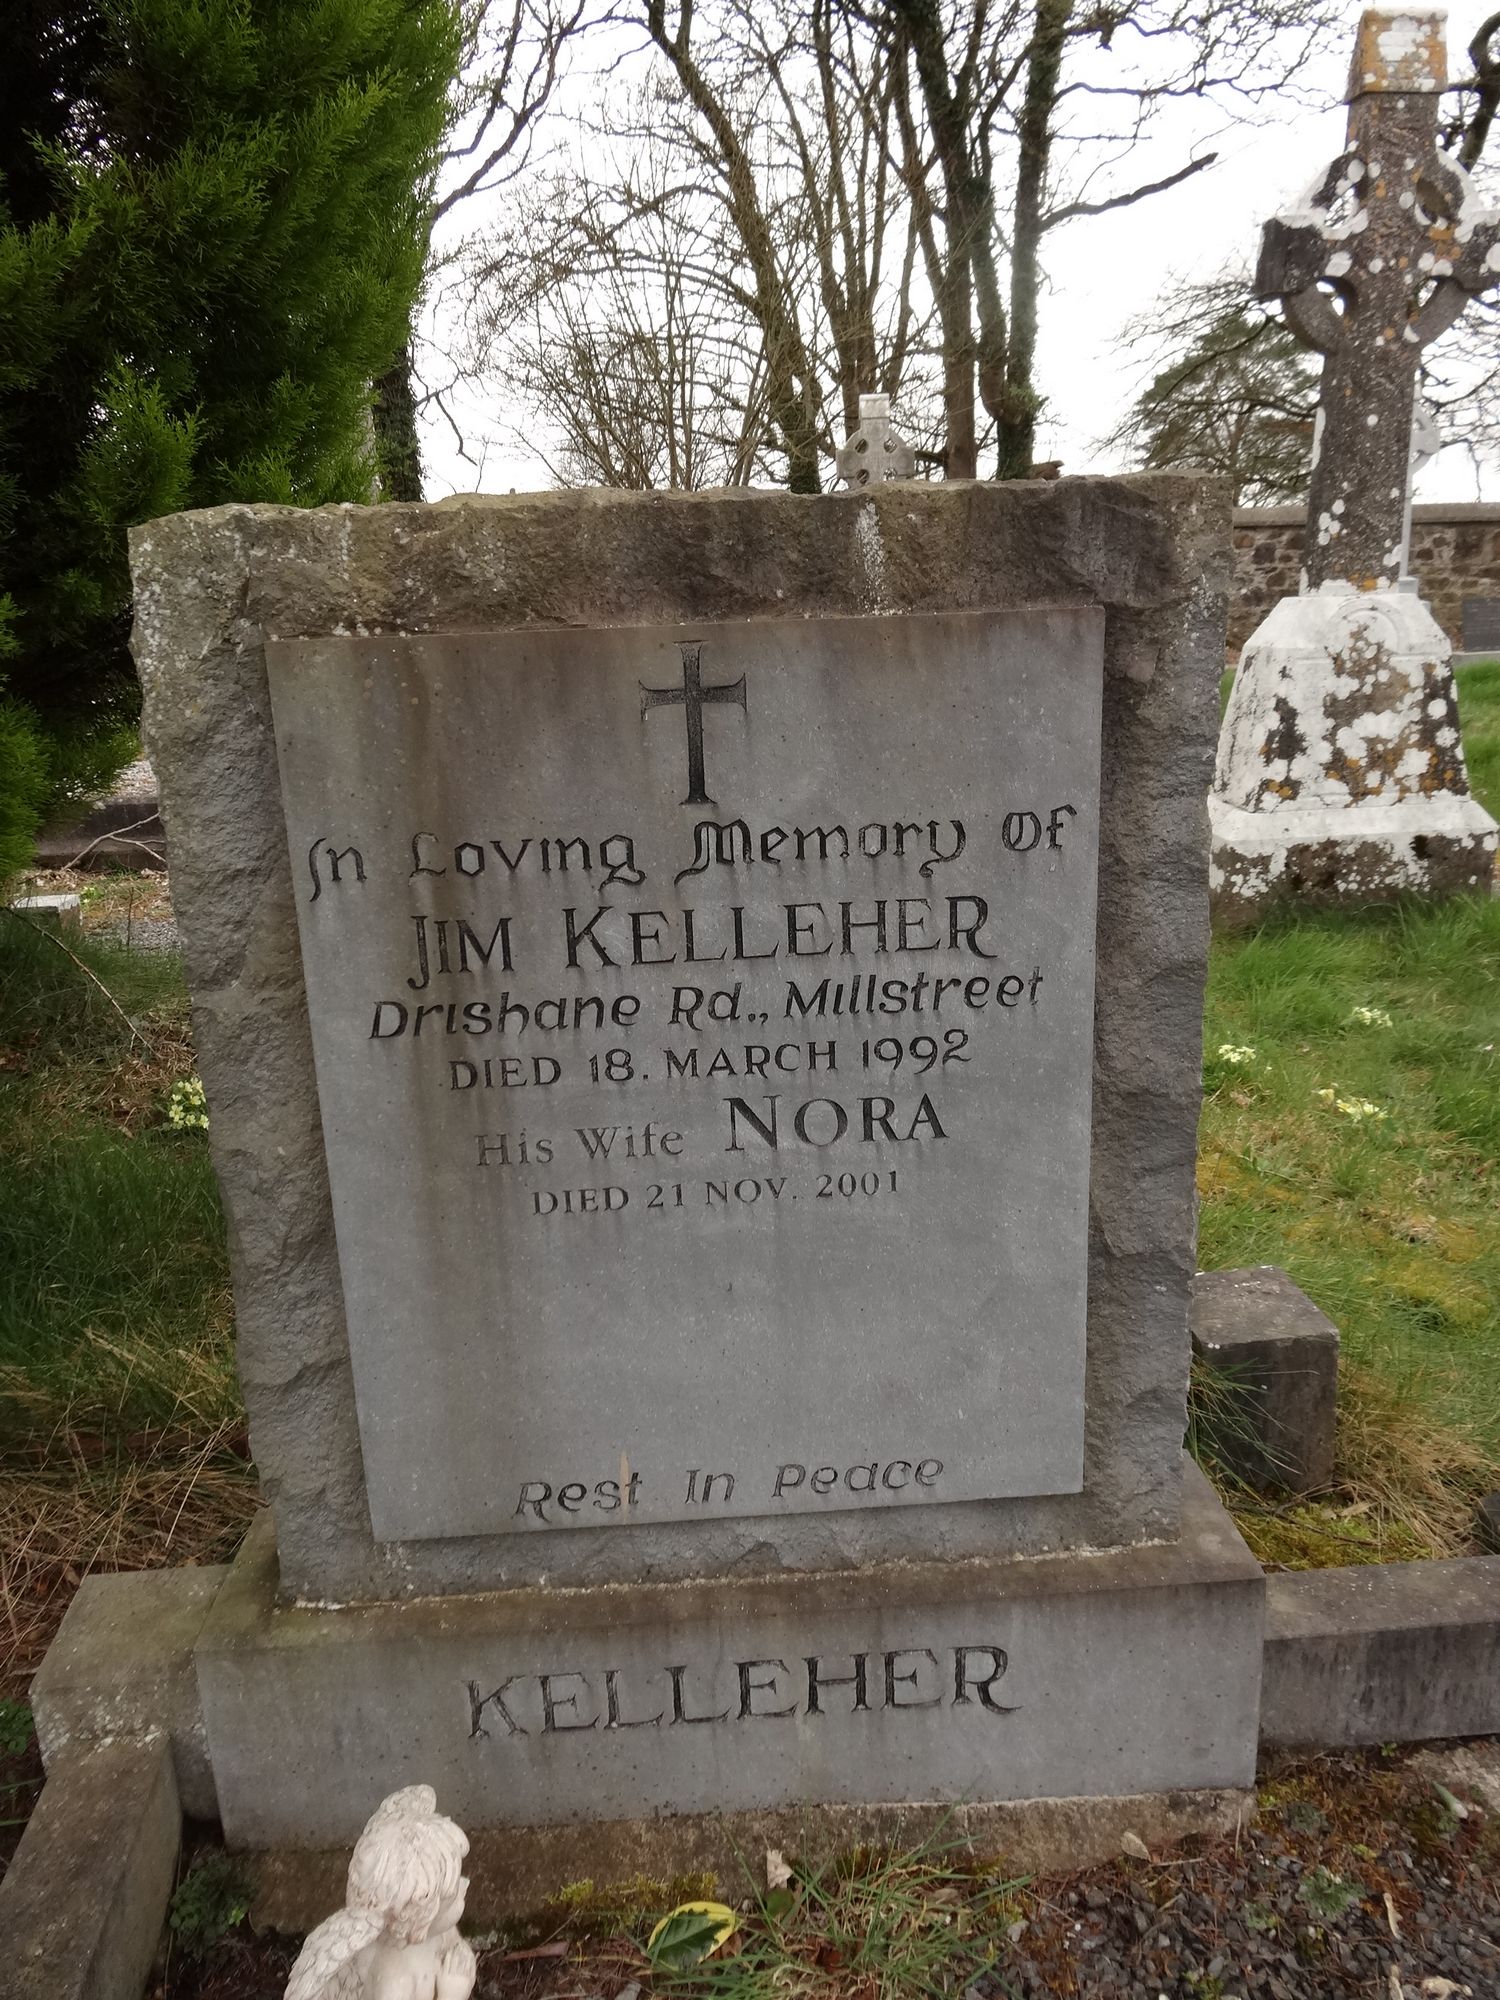 In Loving Memory Of
JIM KELLEHER
Drishane Rd., Millstreet
DIED 18. MARCH 1992
His Wife NORA
DIED 21 NOV. 2001
Rest In Peace
KELLEHER